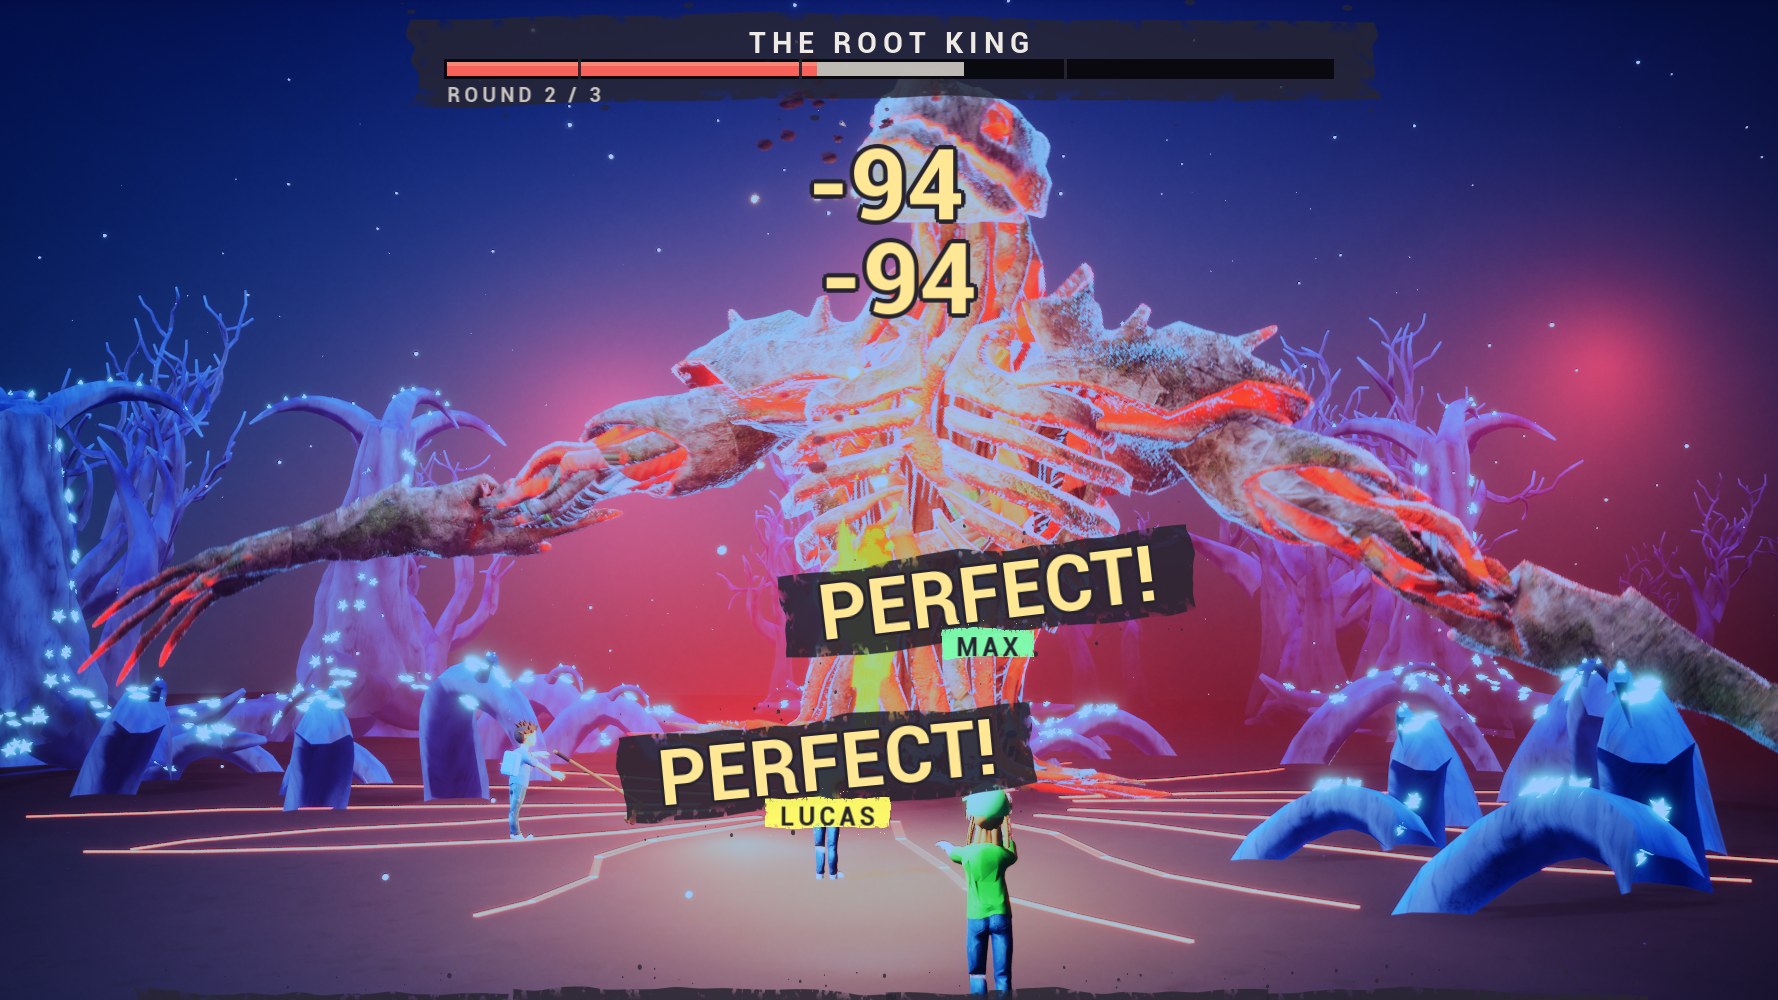 THE ROOT KING
ROUND 2 / 3
-94
-94
PERFECT!
MAX
PERFECT!
LUCAS